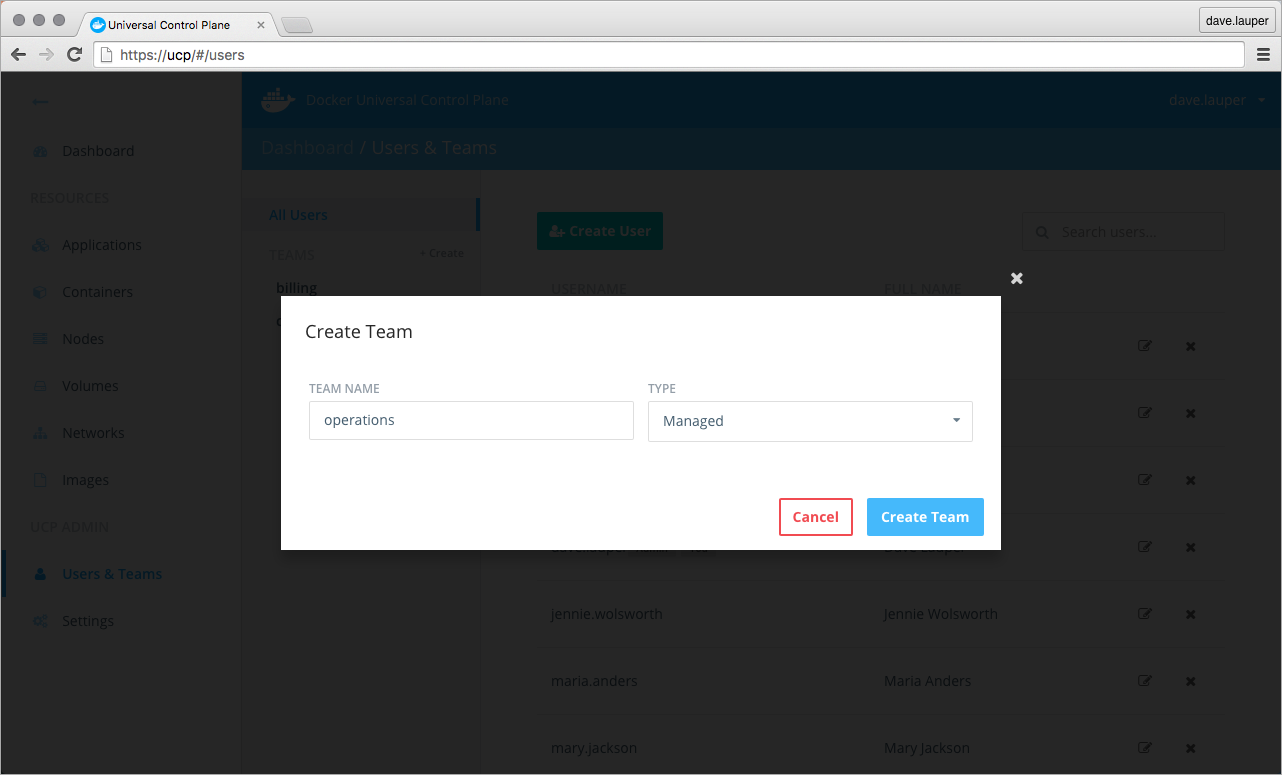 Universal Control Plane
dave.lauper
https://ucp/#/users
Docker Universal Control Plane
dave.lauper
Dashboard
Dashboard / Users & Teams
RESOURCES
Applications
Containers
Nodes
Volumes
Networks
Images
UCP ADMIN
Users & Teams
Settings
All Users
TEAMS + Create
billing
Create User
Search users...
USERNAME FULL NAME
Create Team
TEAM NAME TYPE
operations Managed
Cancel Create Team
Dave Lauper
jennie.wolsworth Jennie Wolsworth
maria.anders Maria Anders
mary.jackson Mary Jackson